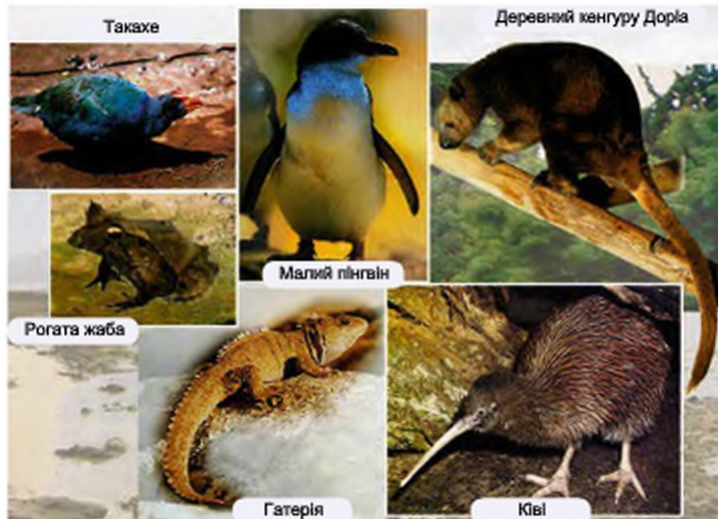 Такахе
Деревний кенгуру Доріа
Малий пінгвін
Рогата жаба
Гатерія
Ківі